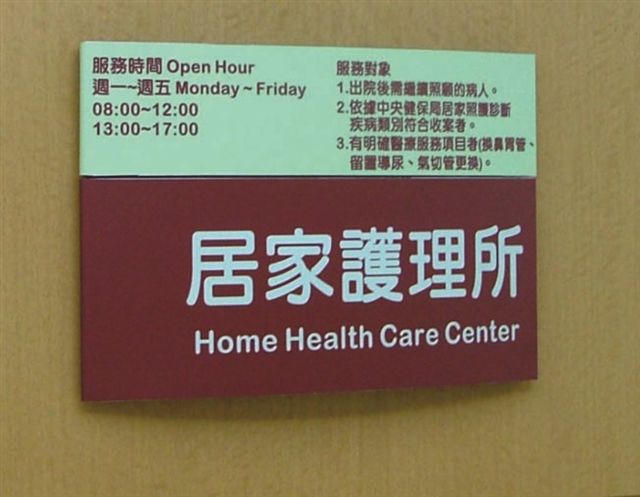 服務時間 Open Hour
週一~週五 Monday ~ Friday
08:00~12:00
13:00~17:00
服務對象
1.出院後需繼續照顧的病人。
2.依據中央健保局居家照護診斷
疾病類別符合收案者。
3.有明確醫療服務項目者(換鼻胃管、
留置導尿、氣切管更換)。
居家護理所
Home Health Care Center